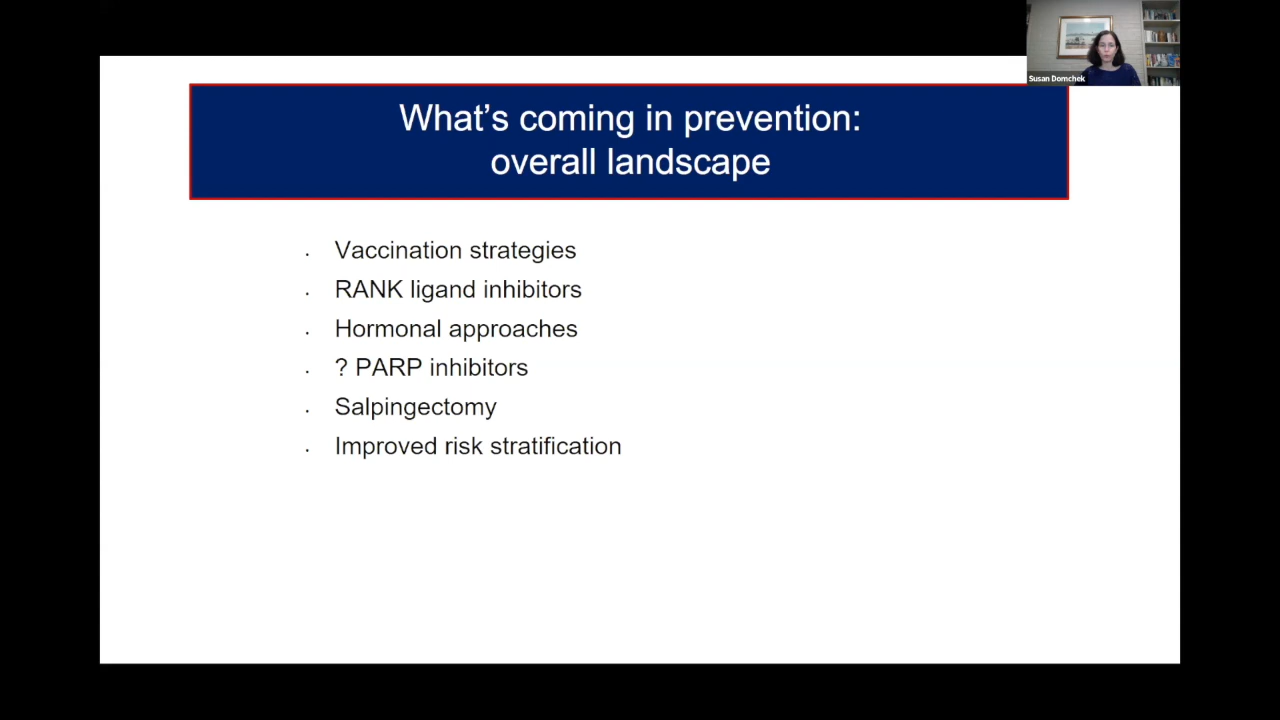 Susan Domchek
What's coming in prevention:
overall landscape
· Vaccination strategies
· RANK ligand inhibitors
· Hormonal approaches
· ? PARP inhibitors
· Salpingectomy
· Improved risk stratification